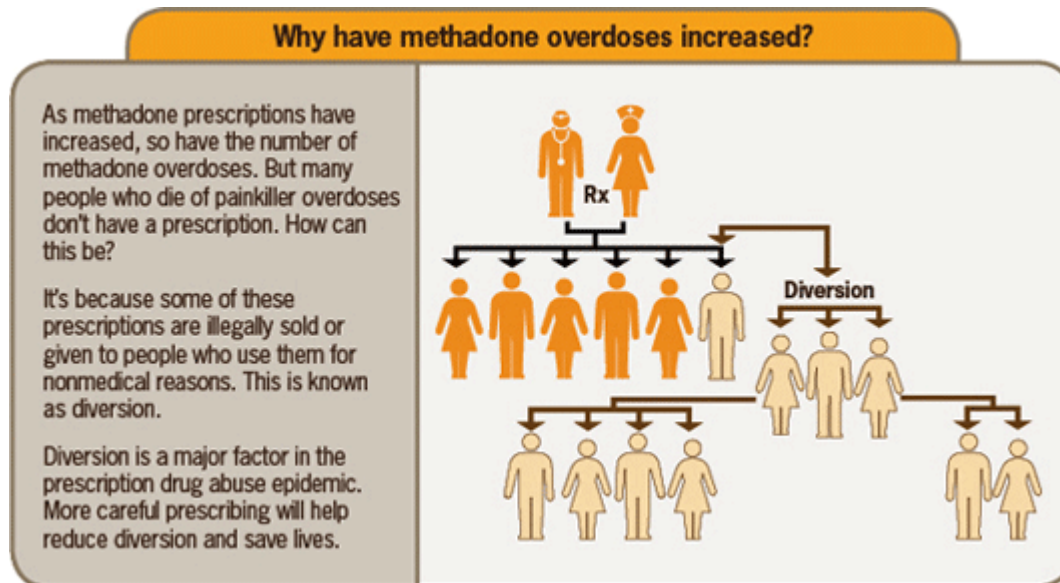 Why have methadone overdoses increased?
As methadone prescriptions have
increased, so have the number of
methadone overdoses. But many
people who die of painkiller overdoses
don't have a prescription. How can
this be?
It's because some of these
prescriptions are illegally sold or
given to people who use them for
nonmedical reasons. This is known
as diversion.
Diversion is a major factor in the
prescription drug abuse epidemic.
More careful prescribing will help
reduce diversion and save lives.
Rx
Diversion